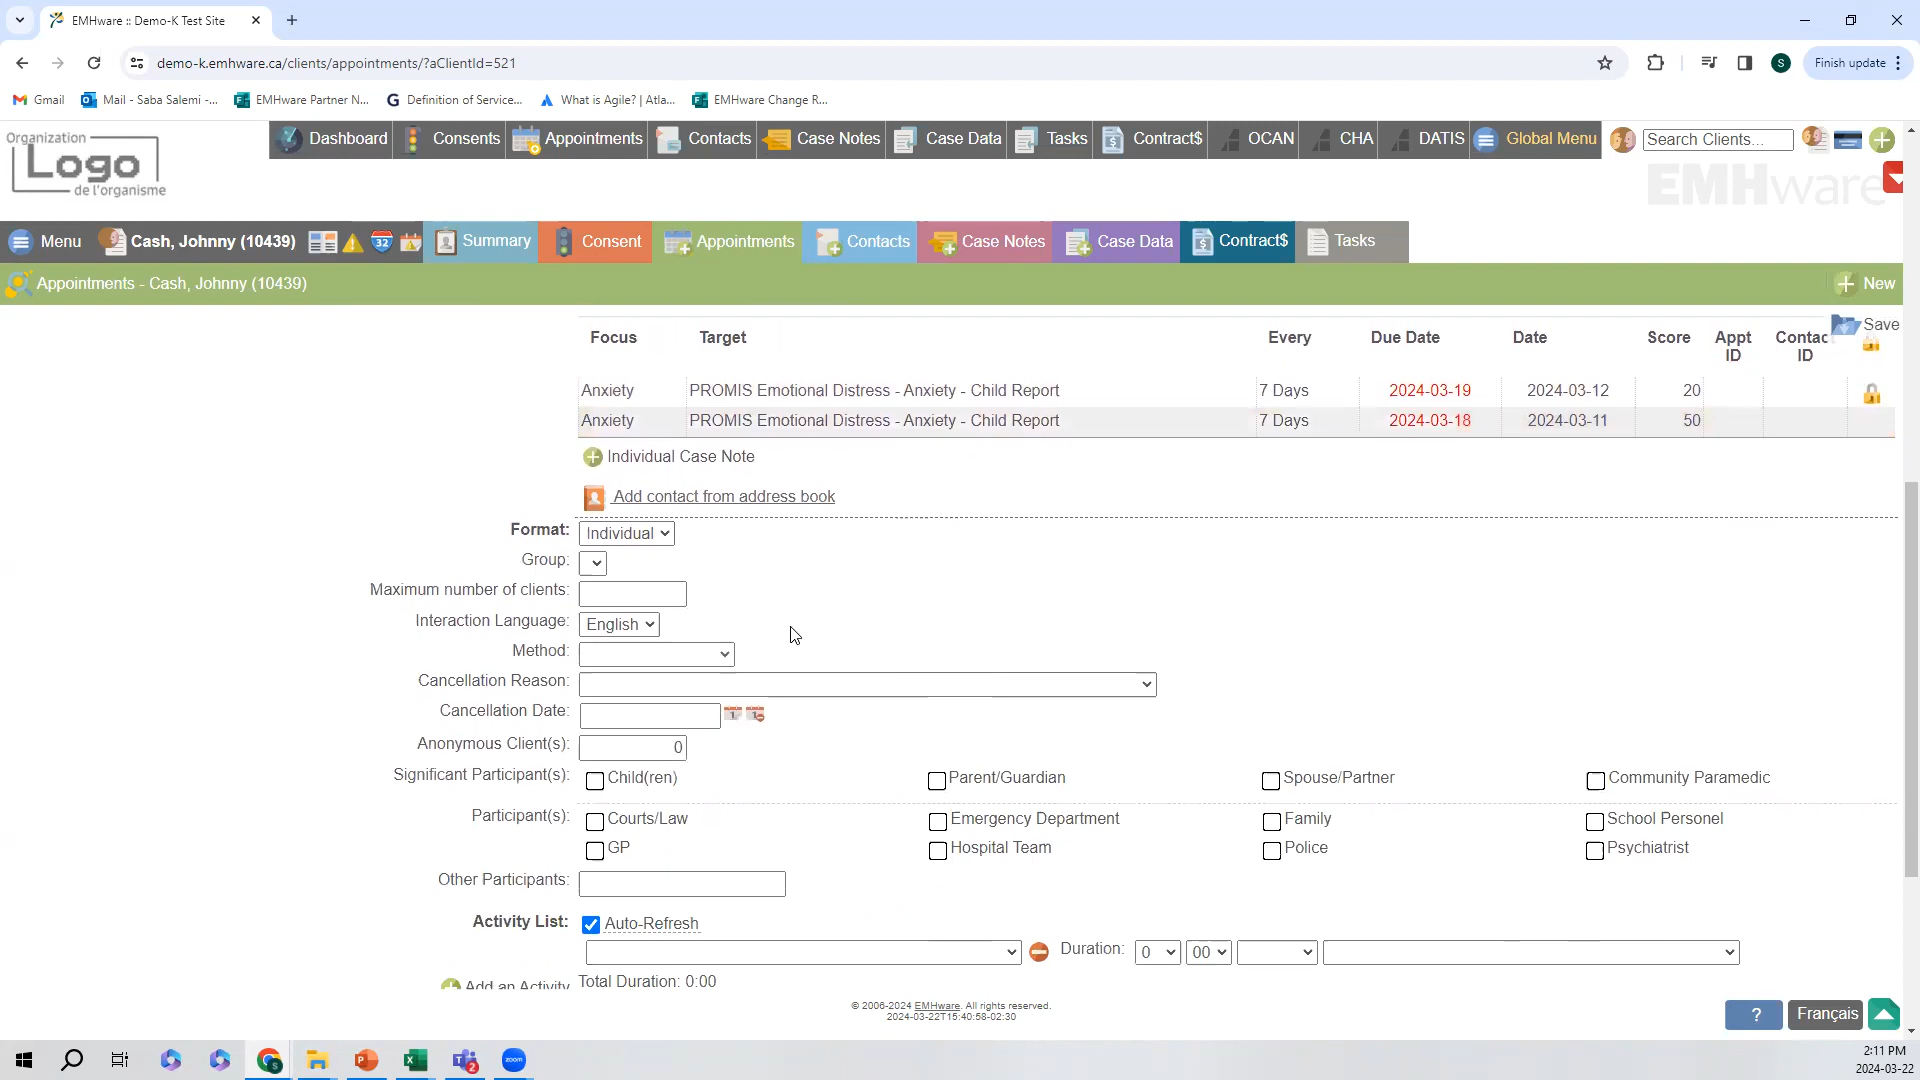 EMHware :: Demo-K Test Site
demo-k.emhware.ca/clients/appointments/?aClientId=521
S
Finish update
Gmail
Mail - Saba Salemi -...
EMHware Partner N...
Definition of Service...
What is Agile? | Atla...
EMHware Change R...
Organization
Logo
de l'organisme
Dashboard
Consents
Appointments
Contacts
Case Notes
Case Data
Tasks
Contract$
OCAN
CHA
DATIS
Global Menu
Search Clients...
EMHware
Menu
Cash, Johnny (10439)
32
Summary
Consent
Appointments
Contacts
Case Notes
Case Data
Contract$
Tasks
Appointments - Cash, Johnny (10439)
New
Save
Focus Target Every Due Date Date Score Appt ID Contac ID
Anxiety PROMIS Emotional Distress - Anxiety - Child Report 7 Days 2024-03-19 2024-03-12 20
Anxiety PROMIS Emotional Distress - Anxiety - Child Report 7 Days 2024-03-18 2024-03-11 50
Individual Case Note
Add contact from address book
Format: Individual
Group:
Maximum number of clients:
Interaction Language: English
Method:
Cancellation Reason:
Cancellation Date:
Anonymous Client(s): 0
Significant Participant(s): Child(ren) Parent/Guardian Spouse/Partner Community Paramedic
Participant(s): Courts/Law Emergency Department Family School Personel
GP Hospital Team Police Psychiatrist
Other Participants:
Activity List: Auto-Refresh
Duration: 0 00
Add an Activity Total Duration: 0:00
© 2006-2024 EMHware. All rights reserved.
2024-03-22T15:40:58-02:30
?
Français
2:11 PM
2024-03-22